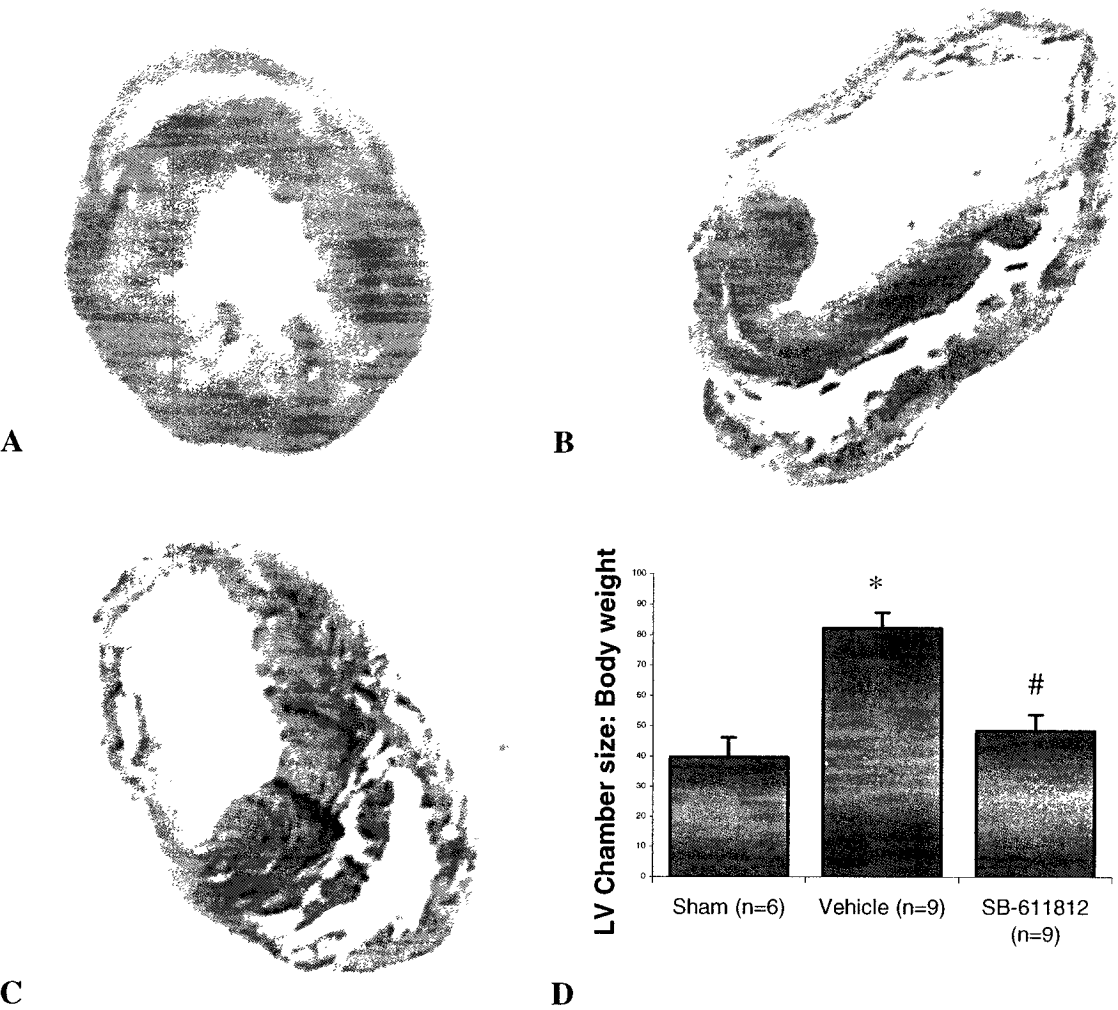 A
B
C
D
LV Chamber size: Body weight
100
90
80
70
60
50
40
30
20
10
0
*
#
Sham (n=6)
Vehicle (n=9)
SB-611812
(n=9)